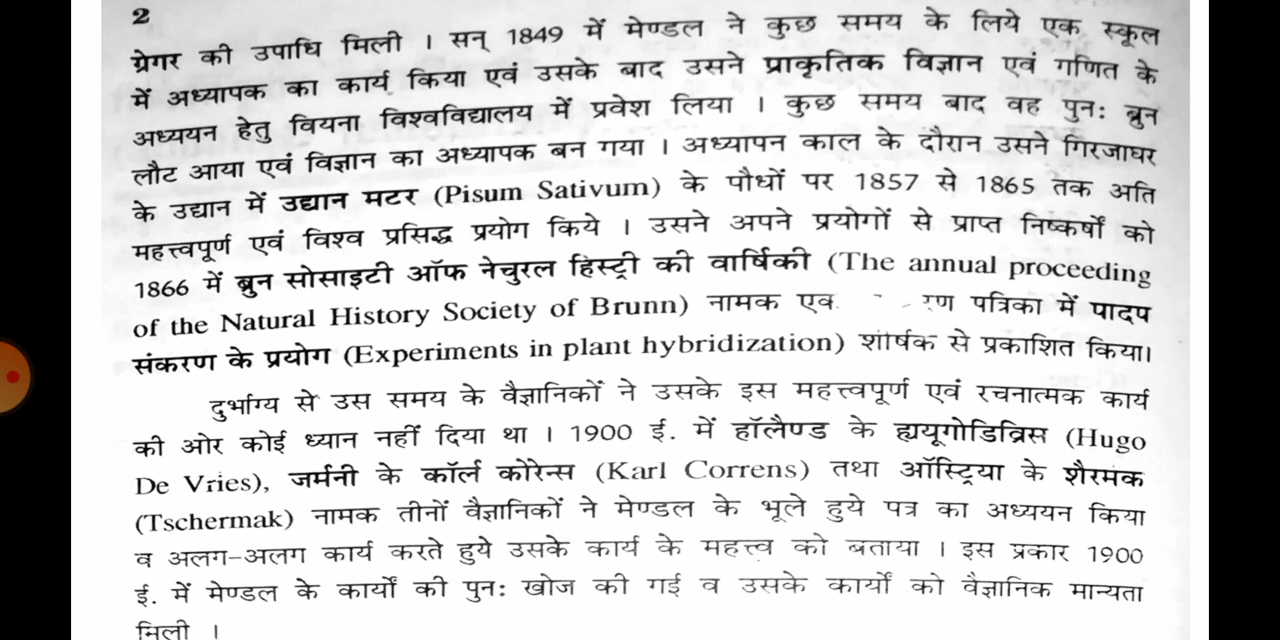 2
ग्रेगर की उपाधि मिली । सन् 1849 में मेण्डल ने कुछ समय के लिये एक स्कूल
में अध्यापक का कार्य किया एवं उसके बाद उसने प्राकृतिक विज्ञान एवं गणित के
अध्ययन हेतु वियना विश्वविद्यालय में प्रवेश लिया । कुछ समय बाद वह पुन: ब्रुन
लौट आया एवं विज्ञान का अध्यापक बन गया । अध्यापन काल के दौरान उसने गिरजाघर
के उद्यान में उद्यान मटर (Pisum Sativum) के पौधों पर 1857 से 1865 तक अति
महत्त्वपूर्ण एवं विश्व प्रसिद्ध प्रयोग किये । उसने अपने प्रयोगों से प्राप्त निष्कर्षों को
1866 में ब्रुन सोसाइटी ऑफ नेचुरल हिस्ट्री की वार्षिकी (The annual proceeding
of the Natural History Society of Brunn) नामक पत्रिका में पादप
संकरण के प्रयोग (Experiments in plant hybridization) शीर्षक से प्रकाशित किया।
दुर्भाग्य से उस समय के वैज्ञानिकों ने उसके इस महत्त्वपूर्ण एवं रचनात्मक कार्य
की ओर कोई ध्यान नहीं दिया था । 1900 ई. में हॉलैण्ड के ह्ययूगोडिव्रिस (Hugo
De Vries), जर्मनी के कॉर्ल कोरेन्स (Karl Correns) तथा ऑस्ट्रिया के शैरमक
(Tschermak) नामक तीनों वैज्ञानिकों ने मेण्डल के भूले हुये पत्र का अध्ययन किया
व अलग-अलग कार्य करते हुये उसके कार्य के महत्त्व को बताया । इस प्रकार 1900
ई. में मेण्डल के कार्यों की पुन: खोज की गई व उसके कार्यों को वैज्ञानिक मान्यता
मिली ।